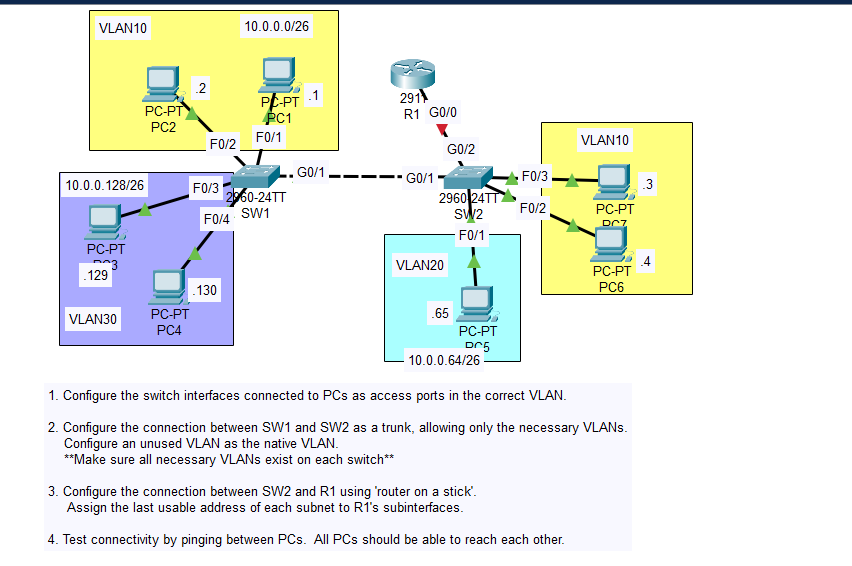 VLAN10
10.0.0.0/26
.2
.1
PC-PT
PC2
PC-PT
PC1
F0/2
F0/1
2911
R1
G0/0
G0/2
VLAN10
10.0.0.128/26
F0/3
G0/1
G0/1
F0/3
.3
2960-24TT
SW1
2960-24TT
SW2
F0/2
PC-PT
PC7
F0/4
F0/1
PC-PT
PC3
.129
VLAN20
.4
PC-PT
PC6
.130
VLAN30
PC-PT
PC4
.65
PC-PT
PC5
10.0.0.64/26
1. Configure the switch interfaces connected to PCs as access ports in the correct VLAN.
2. Configure the connection between SW1 and SW2 as a trunk, allowing only the necessary VLANs.
Configure an unused VLAN as the native VLAN.
**Make sure all necessary VLANs exist on each switch**
3. Configure the connection between SW2 and R1 using 'router on a stick'.
Assign the last usable address of each subnet to R1's subinterfaces.
4. Test connectivity by pinging between PCs.  All PCs should be able to reach each other.